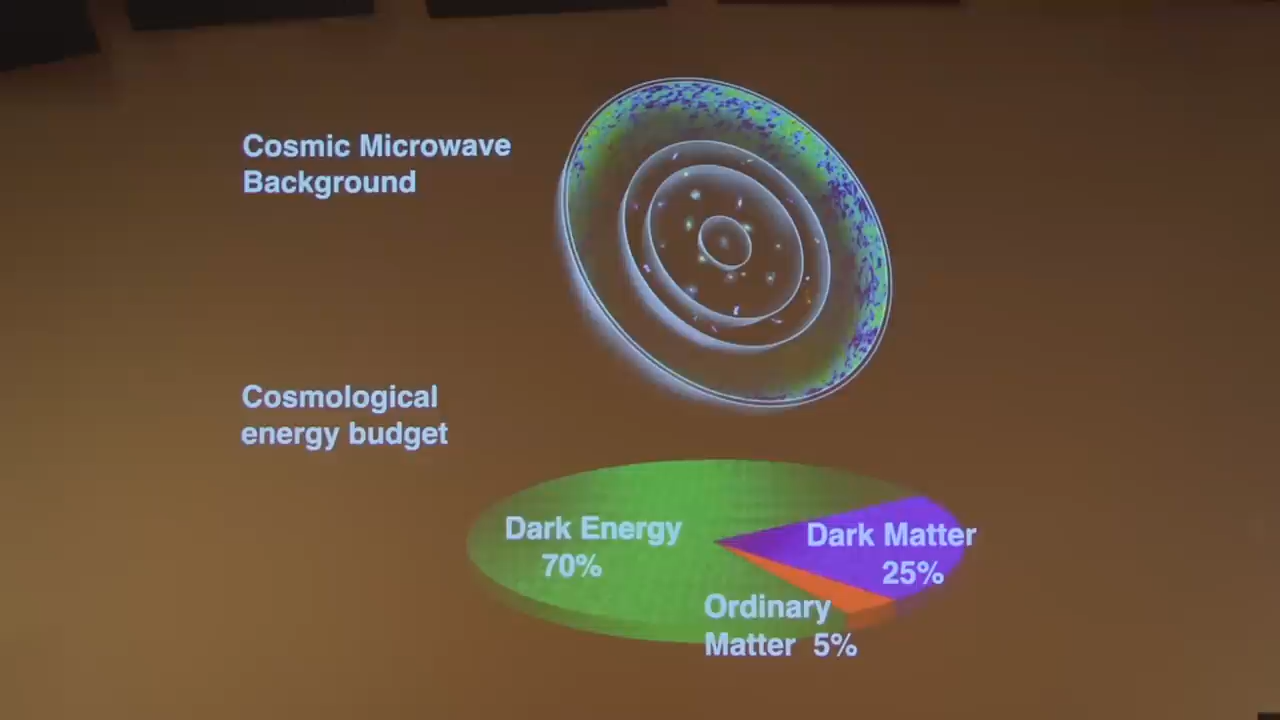 Cosmic Microwave
Background
Cosmological
energy budget
Dark Energy
70%
Dark Matter
25%
Ordinary
Matter 5%